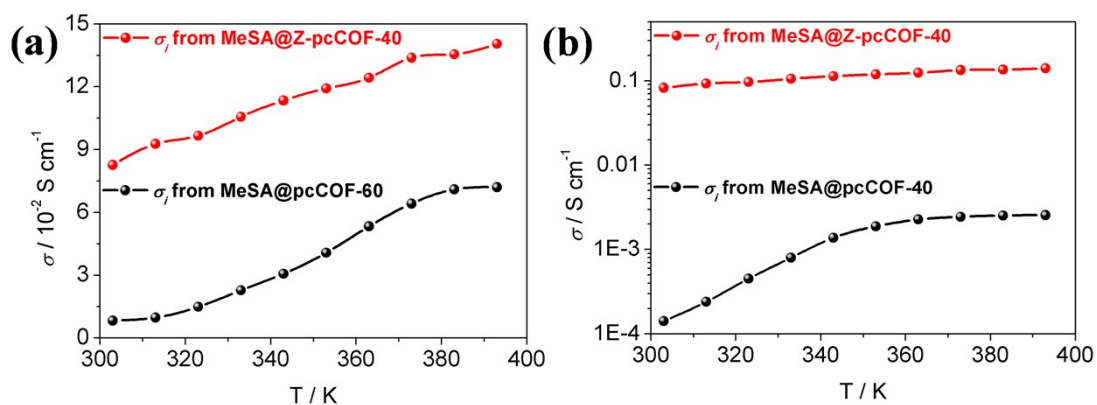 (a)
15
12
9
6
3
0
σ / 10⁻² S cm⁻¹
σᵢ from MeSA@Z-pcCOF-40
σᵢ from MeSA@pcCOF-60
300 320 340 360 380 400
T / K
(b)
0.1
0.01
1E-3
1E-4
σ / S cm⁻¹
σᵢ from MeSA@Z-pcCOF-40
σᵢ from MeSA@pcCOF-40
300 320 340 360 380 400
T / K